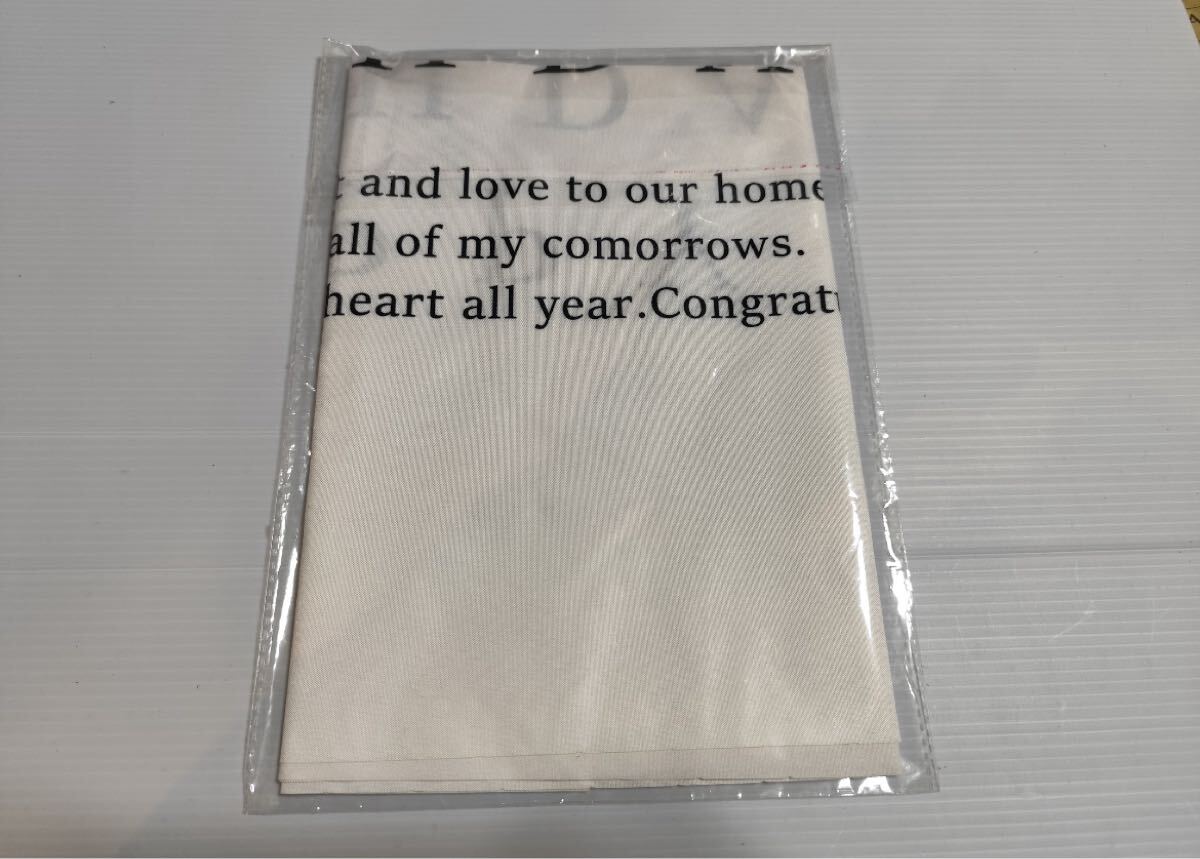 and love to our home
all of my comorrows.
heart all year.Congrat